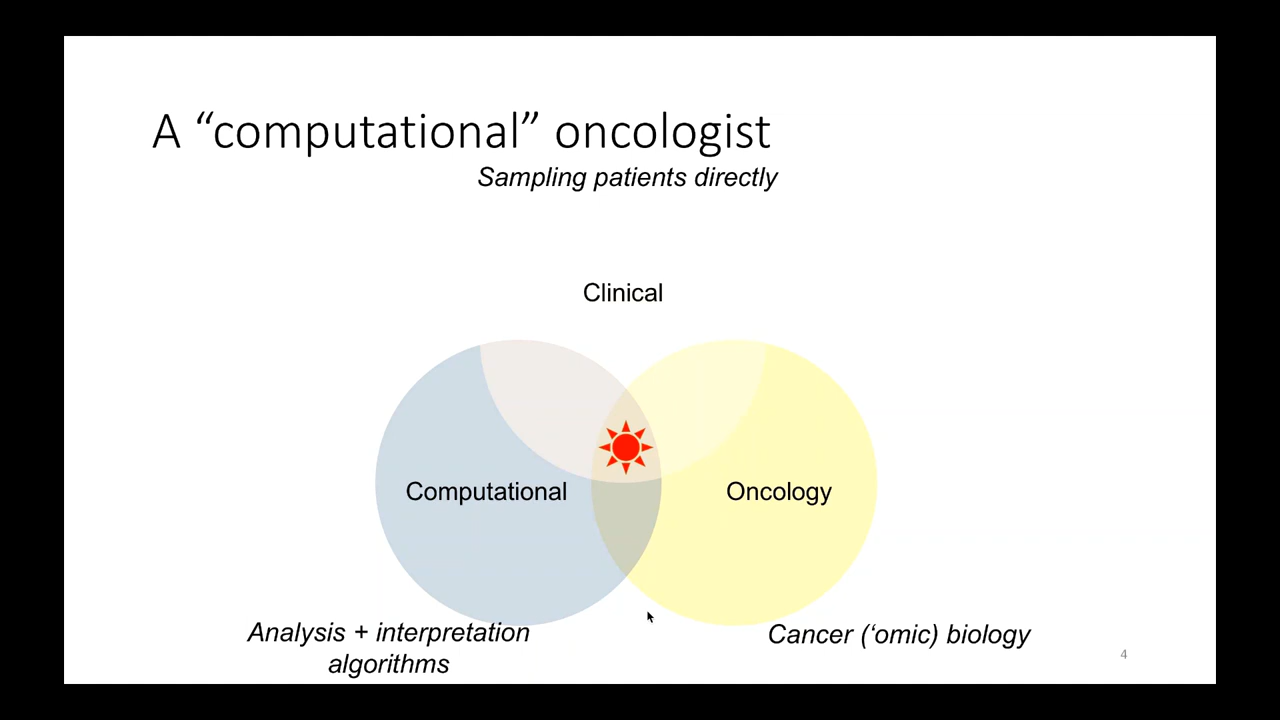 A “computational” oncologist
Sampling patients directly
Clinical
Computational
Oncology
Analysis + interpretation
algorithms
Cancer (‘omic) biology
4